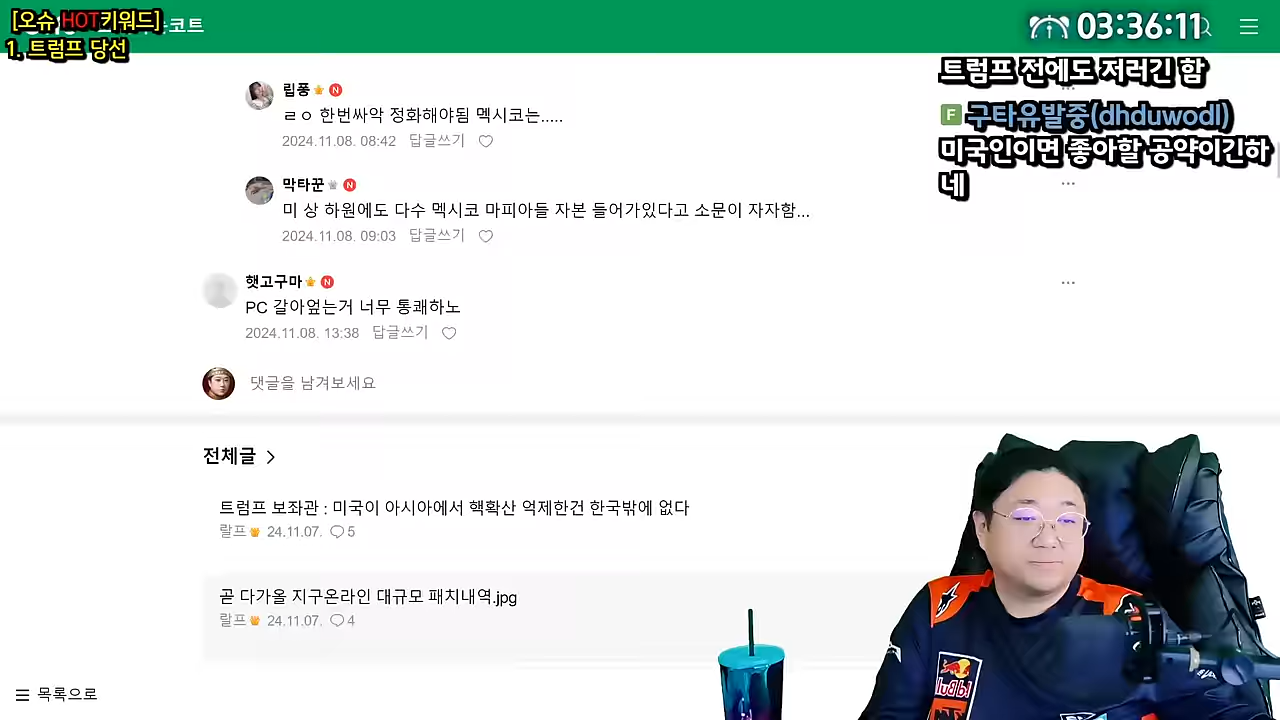 [오슈 HOT키워드]
코트
1. 트럼프 당선
03:36:11
트럼프 전에도 저러긴 함
F 구타유발중(dhduwodl)
미국인이면 좋아할 공약이긴하
네
립퐁 N
ㄹㅇ 한번싸악 정화해야됨 멕시코는.....
2024.11.08. 08:42 답글쓰기
막타꾼 N
미 상 하원에도 다수 멕시코 마피아들 자본 들어가있다고 소문이 자자함...
2024.11.08. 09:03 답글쓰기
햇고구마 N
PC 갈아엎는거 너무 통쾌하노
2024.11.08. 13:38 답글쓰기
댓글을 남겨보세요
전체글 >
트럼프 보좌관 : 미국이 아시아에서 핵확산 억제한건 한국밖에 없다
랄프 24.11.07. 5
곧 다가올 지구온라인 대규모 패치내역.jpg
랄프 24.11.07. 4
목록으로